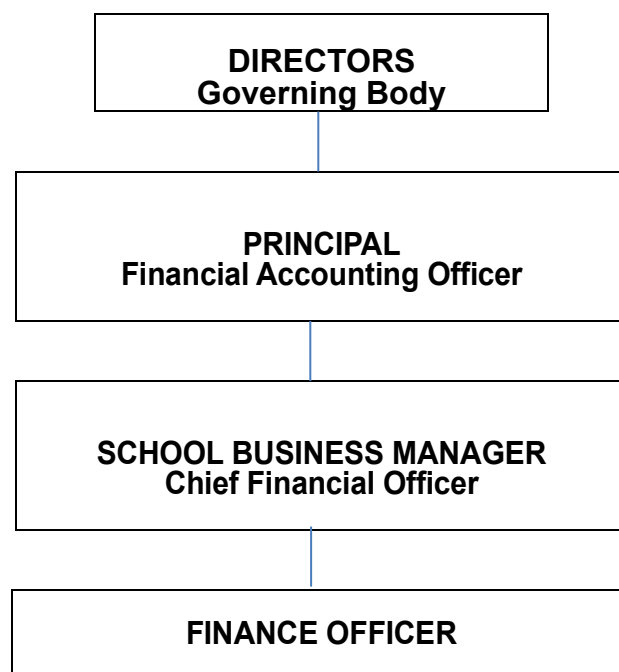 DIRECTORS
Governing Body
PRINCIPAL
Financial Accounting Officer
SCHOOL BUSINESS MANAGER
Chief Financial Officer
FINANCE OFFICER